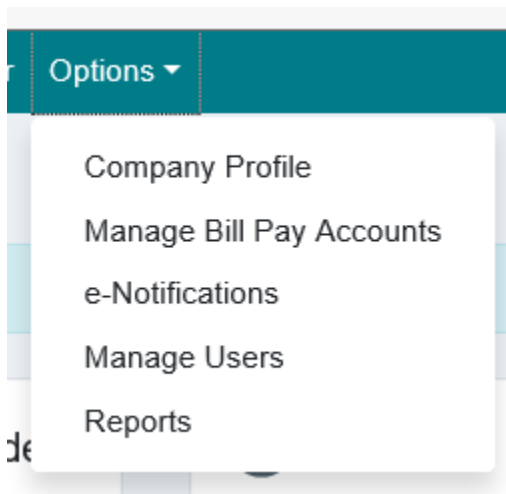 Options
Company Profile
Manage Bill Pay Accounts
e-Notifications
Manage Users
Reports